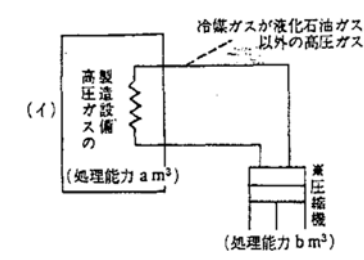 冷媒ガスが液化石油ガス
以外の高圧ガス
(イ)
高圧ガスの
製造設備
(処理能力 a m³)
圧縮機
(処理能力 b m³)